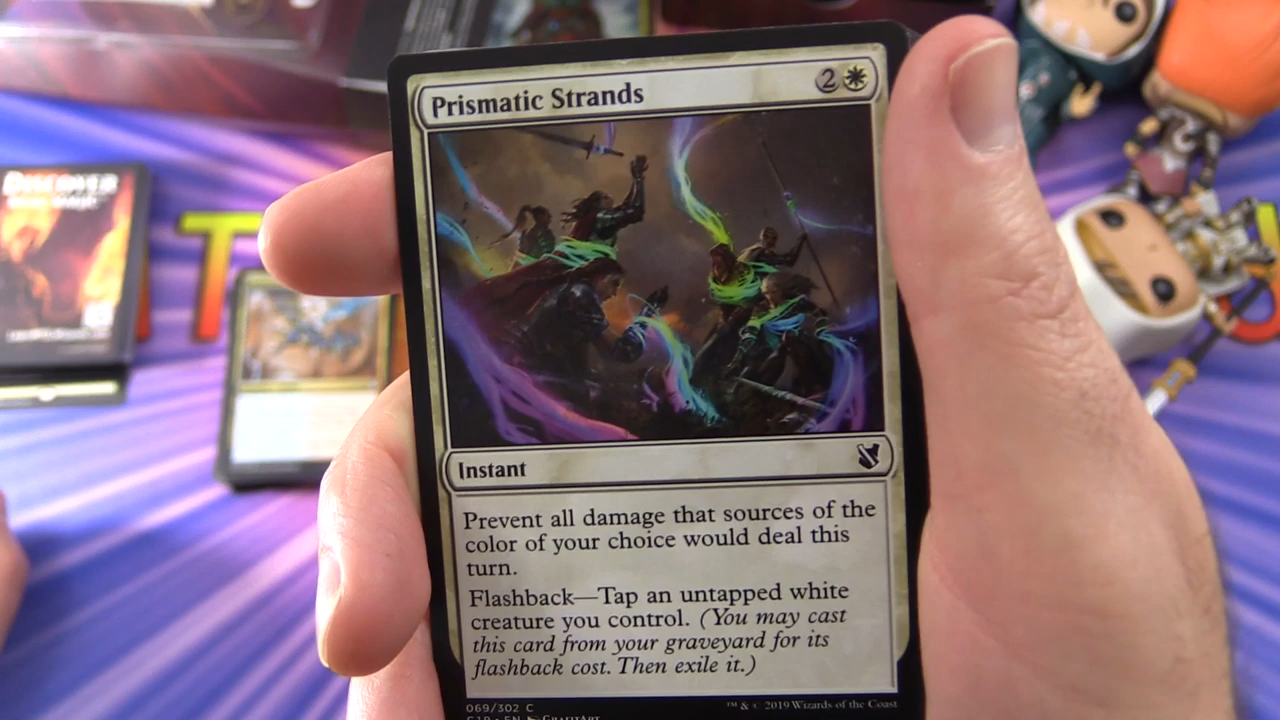 Prismatic Strands 2
Instant
Prevent all damage that sources of the
color of your choice would deal this
turn.
Flashback—Tap an untapped white
creature you control. (You may cast
this card from your graveyard for its
flashback cost. Then exile it.)
069/302 C
™ & © 2019 Wizards of the Coast
DISCOVER
T